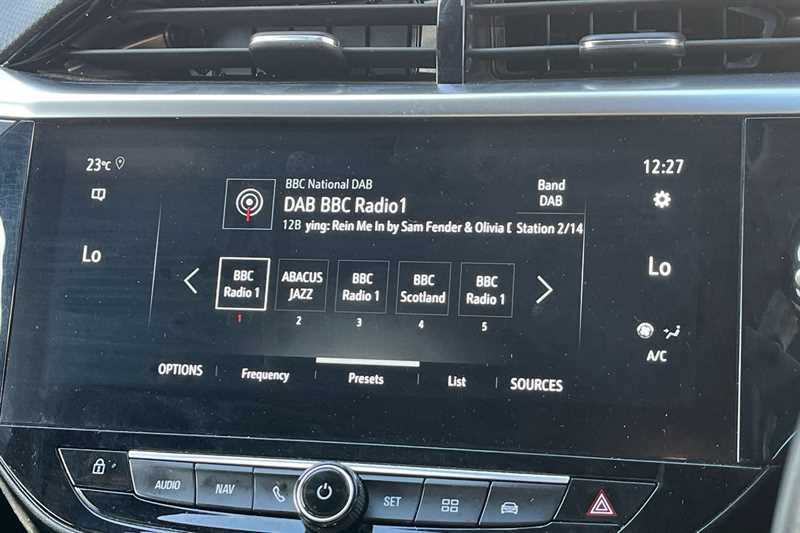 23°C
12:27
BBC National DAB
DAB BBC Radio1
12B ying: Rein Me In by Sam Fender & Olivia D Station 2/14
Band
DAB
Lo
Lo
BBC
Radio 1
ABACUS
JAZZ
BBC
Radio 1
BBC
Scotland
BBC
Radio 1
1
2
3
4
5
A/C
OPTIONS
Frequency
Presets
List
SOURCES
AUDIO
NAV
SET